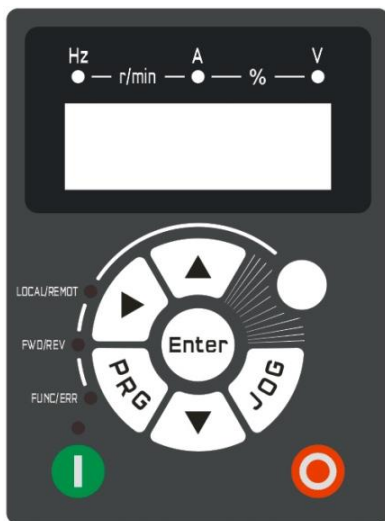 Hz A V
r/min %
LOCAL/REMOT
FWD/REV
Enter
PRG JOG
FUNC/ERR